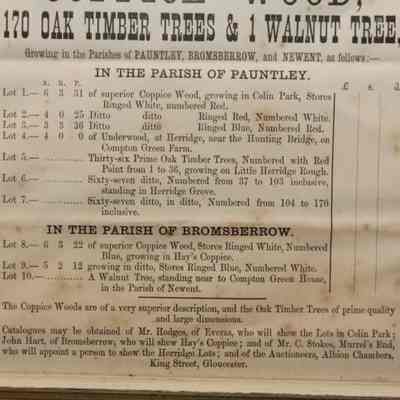 COPPICE WOOD,
170 OAK TIMBER TREES & 1 WALNUT TREE,
Growing in the Parishes of PAUNTLEY, BROMSBERROW, and NEWENT, as follows:—
IN THE PARISH OF PAUNTLEY.
A. R. P. £ s. d.
Lot 1.— 6 3 31 of superior Coppice Wood, growing in Colin Park, Stores
Ringed White, numbered Red.
Lot 2.— 4 0 25 Ditto ditto Ringed Red, Numbered White.
Lot 3.— 3 3 36 Ditto ditto Ringed Blue, Numbered Red.
Lot 4.— 4 0 0 of Underwood, at Herridge, near the Hunting Bridge, on
Compton Green Farm.
Lot 5.— Thirty-six Prime Oak Timber Trees, Numbered with Red
Paint from 1 to 36, growing on Little Herridge Rough.
Lot 6.— Sixty-seven ditto, Numbered from 37 to 103 inclusive,
standing in Herridge Grove.
Lot 7.— Sixty-seven ditto, in ditto, Numbered from 104 to 170
inclusive.
IN THE PARISH OF BROMSBERROW.
Lot 8.— 6 3 22 of superior Coppice Wood, Stores Ringed White, Numbered
Blue, growing in Hay's Coppice.
Lot 9.— 5 2 12 growing in ditto, Stores Ringed Blue, Numbered White.
Lot 10.— A Walnut Tree, standing near to Compton Green House,
in the Parish of Newent.
The Coppice Woods are of a very superior description, and the Oak Timber Trees of prime quality
and large dimensions.
Catalogues may be obtained of Mr. Hodges, of Everas, who will show the Lots in Colin Park;
John Hart, of Bromsberrow, who will shew Hay's Coppice; and of Mr. C. Stokes, Murrel's End,
who will appoint a person to show the Herridge Lots; and of the Auctioneers, Albion Chambers,
King Street, Gloucester.